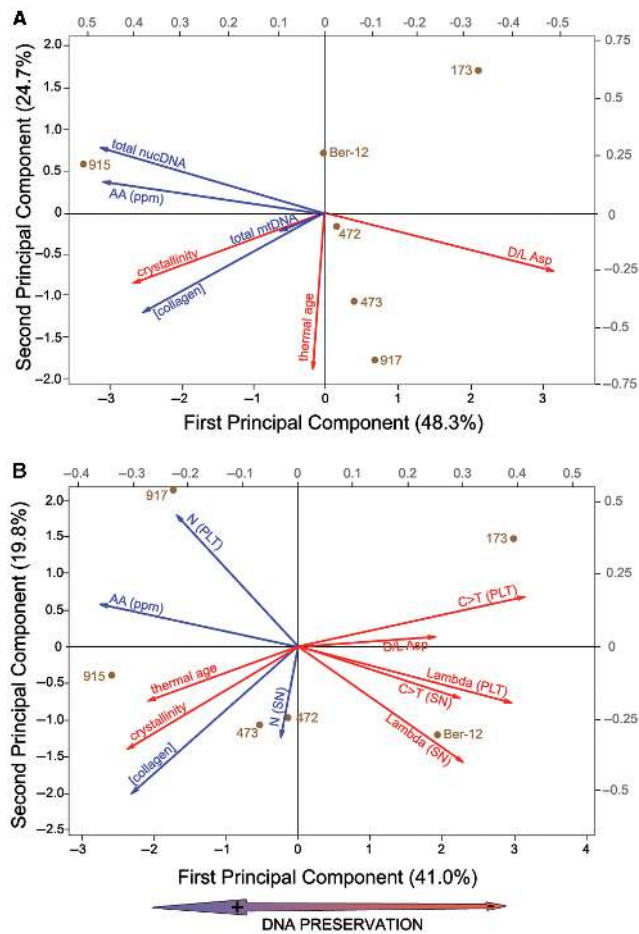 A
0.5 0.4 0.3 0.2 0.1 0 −0.1 −0.2 −0.3 −0.4 −0.5
Second Principal Component (24.7%)
2.0
1.5
1.0
0.5
0
−0.5
−1.0
−1.5
−2.0
0.75
0.50
0.25
0
−0.25
−0.50
−0.75
173
Ber-12
915
total nucDNA
AA (ppm)
total mtDNA
472
crystallinity
[collagen]
thermal age
D/L Asp
473
917
−3 −2 −1 0 1 2 3
First Principal Component (48.3%)
B
−0.4 −0.3 −0.2 −0.1 0 0.1 0.2 0.3 0.4 0.5
Second Principal Component (19.8%)
2.0
1.5
1.0
0.5
0
−0.5
−1.0
−1.5
−2.0
−2.5
0.5
0.25
0
−0.25
−0.5
917
N (PLT)
173
AA (ppm)
C>T (PLT)
D/L Asp
915
thermal age
Lambda (PLT)
C>T (SN)
crystallinity
N (SN)
473
472
Lambda (SN)
Ber-12
[collagen]
−3 −2 −1 0 1 2 3 4
First Principal Component (41.0%)
+ −
DNA PRESERVATION